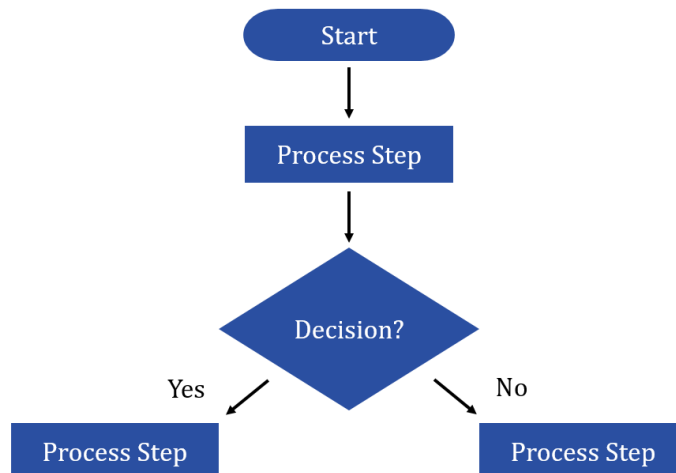 Start
Process Step
Decision?
Yes
No
Process Step
Process Step